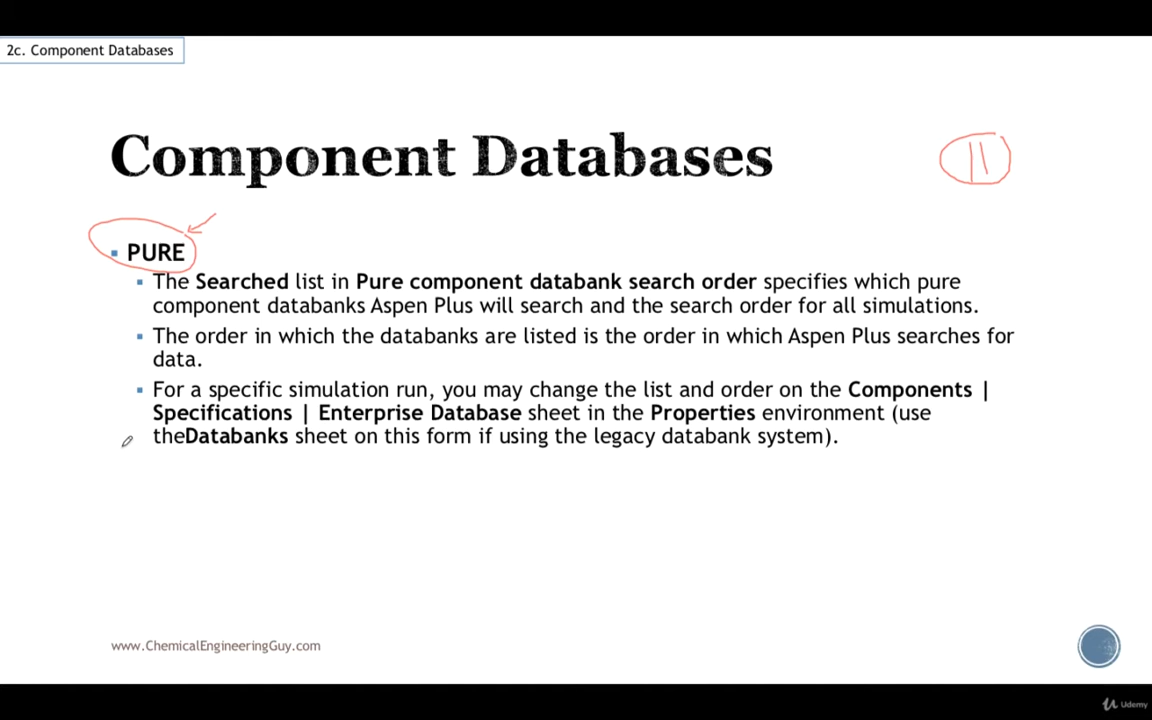 2c. Component Databases
Component Databases
11
PURE
The Searched list in Pure component databank search order specifies which pure
component databanks Aspen Plus will search and the search order for all simulations.
The order in which the databanks are listed is the order in which Aspen Plus searches for
data.
For a specific simulation run, you may change the list and order on the Components |
Specifications | Enterprise Database sheet in the Properties environment (use
theDatabanks sheet on this form if using the legacy databank system).
www.ChemicalEngineeringGuy.com
Udemy